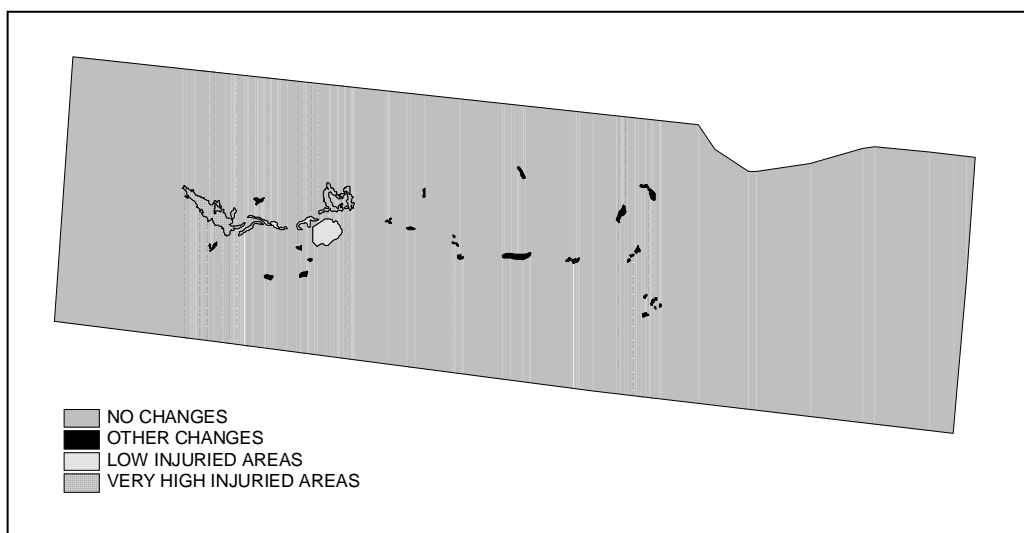 NO CHANGES
OTHER CHANGES
LOW INJURIED AREAS
VERY HIGH INJURIED AREAS